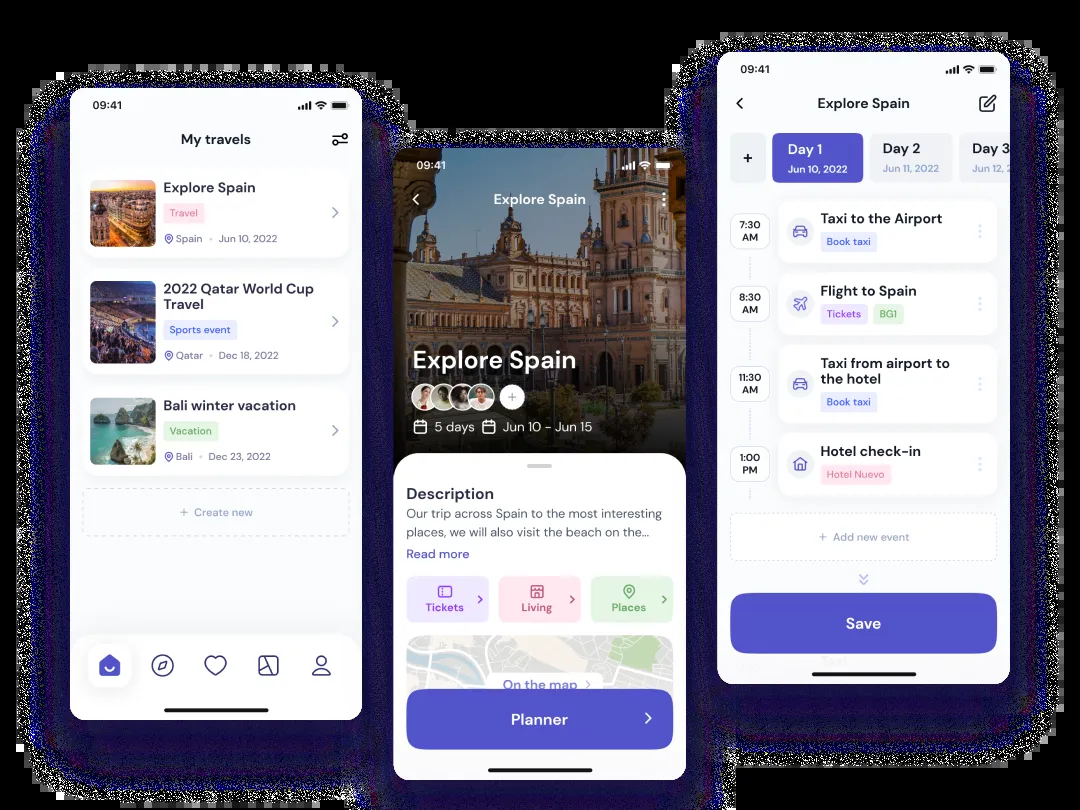 09:41
My travels
Explore Spain
Travel
Spain • Jun 10, 2022
2022 Qatar World Cup
Travel
Sports event
Qatar • Dec 18, 2022
Bali winter vacation
Vacation
Bali • Dec 23, 2022
+ Create new
09:41
Explore Spain
Explore Spain
+
5 days Jun 10 - Jun 15
Description
Our trip across Spain to the most interesting
places, we will also visit the beach on the...
Read more
Tickets
Living
Places
On the map
Planner
09:41
Explore Spain
+
Day 1
Jun 10, 2022
Day 2
Jun 11, 2022
Day 3
Jun 12, 2
7:30
AM
Taxi to the Airport
Book taxi
8:30
AM
Flight to Spain
Tickets BG1
11:30
AM
Taxi from airport to
the hotel
Book taxi
1:00
PM
Hotel check-in
Hotel Nuevo
+ Add new event
Save